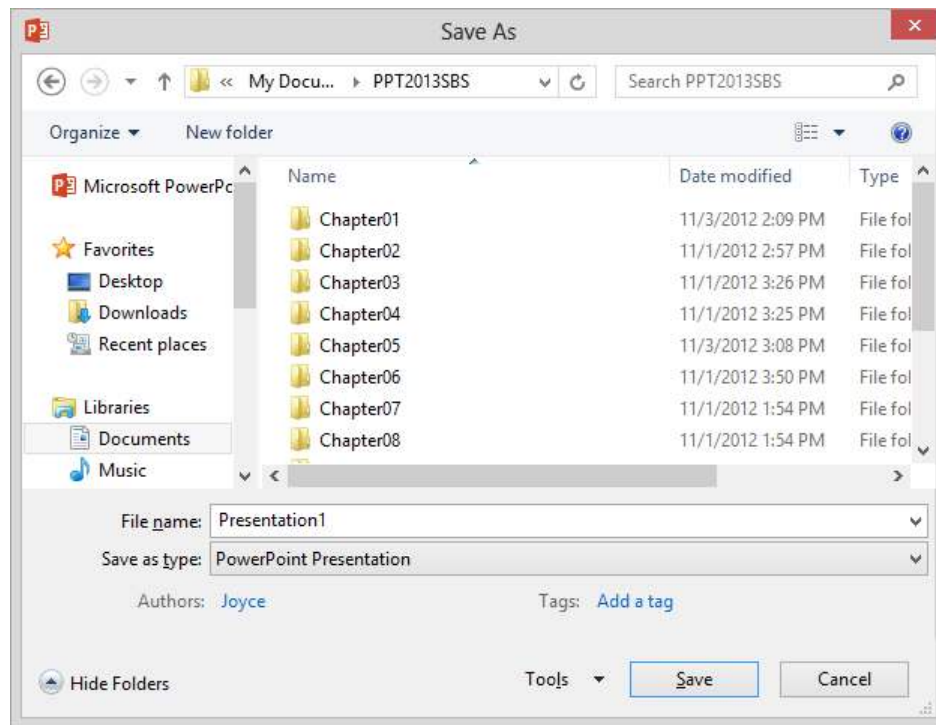 Save As
« My Docu... PPT2013SBS Search PPT2013SBS
Organize New folder
Name Date modified Type
Microsoft PowerPc
Favorites
Desktop
Downloads
Recent places
Libraries
Documents
Music
Chapter01 11/3/2012 2:09 PM File fol
Chapter02 11/1/2012 2:57 PM File fol
Chapter03 11/1/2012 3:26 PM File fol
Chapter04 11/1/2012 3:25 PM File fol
Chapter05 11/3/2012 3:08 PM File fol
Chapter06 11/1/2012 3:50 PM File fol
Chapter07 11/1/2012 1:54 PM File fol
Chapter08 11/1/2012 1:54 PM File fol
File name: Presentation1
Save as type: PowerPoint Presentation
Authors: Joyce Tags: Add a tag
Hide Folders Tools Save Cancel